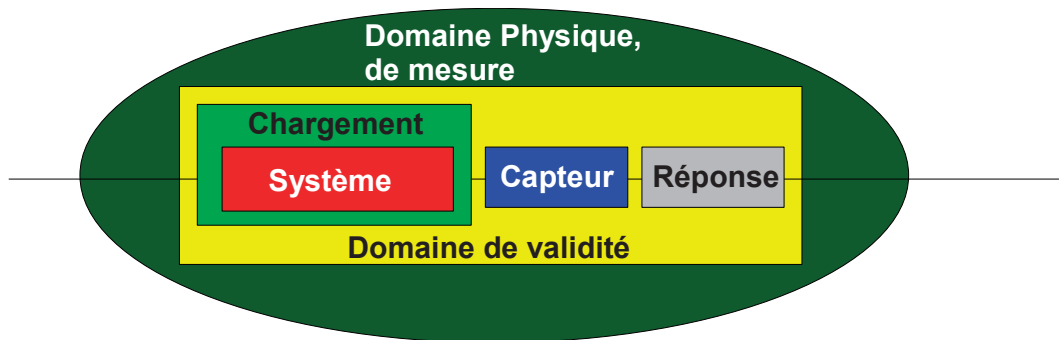 Domaine Physique,
de mesure
Chargement
Système
Capteur
Réponse
Domaine de validité